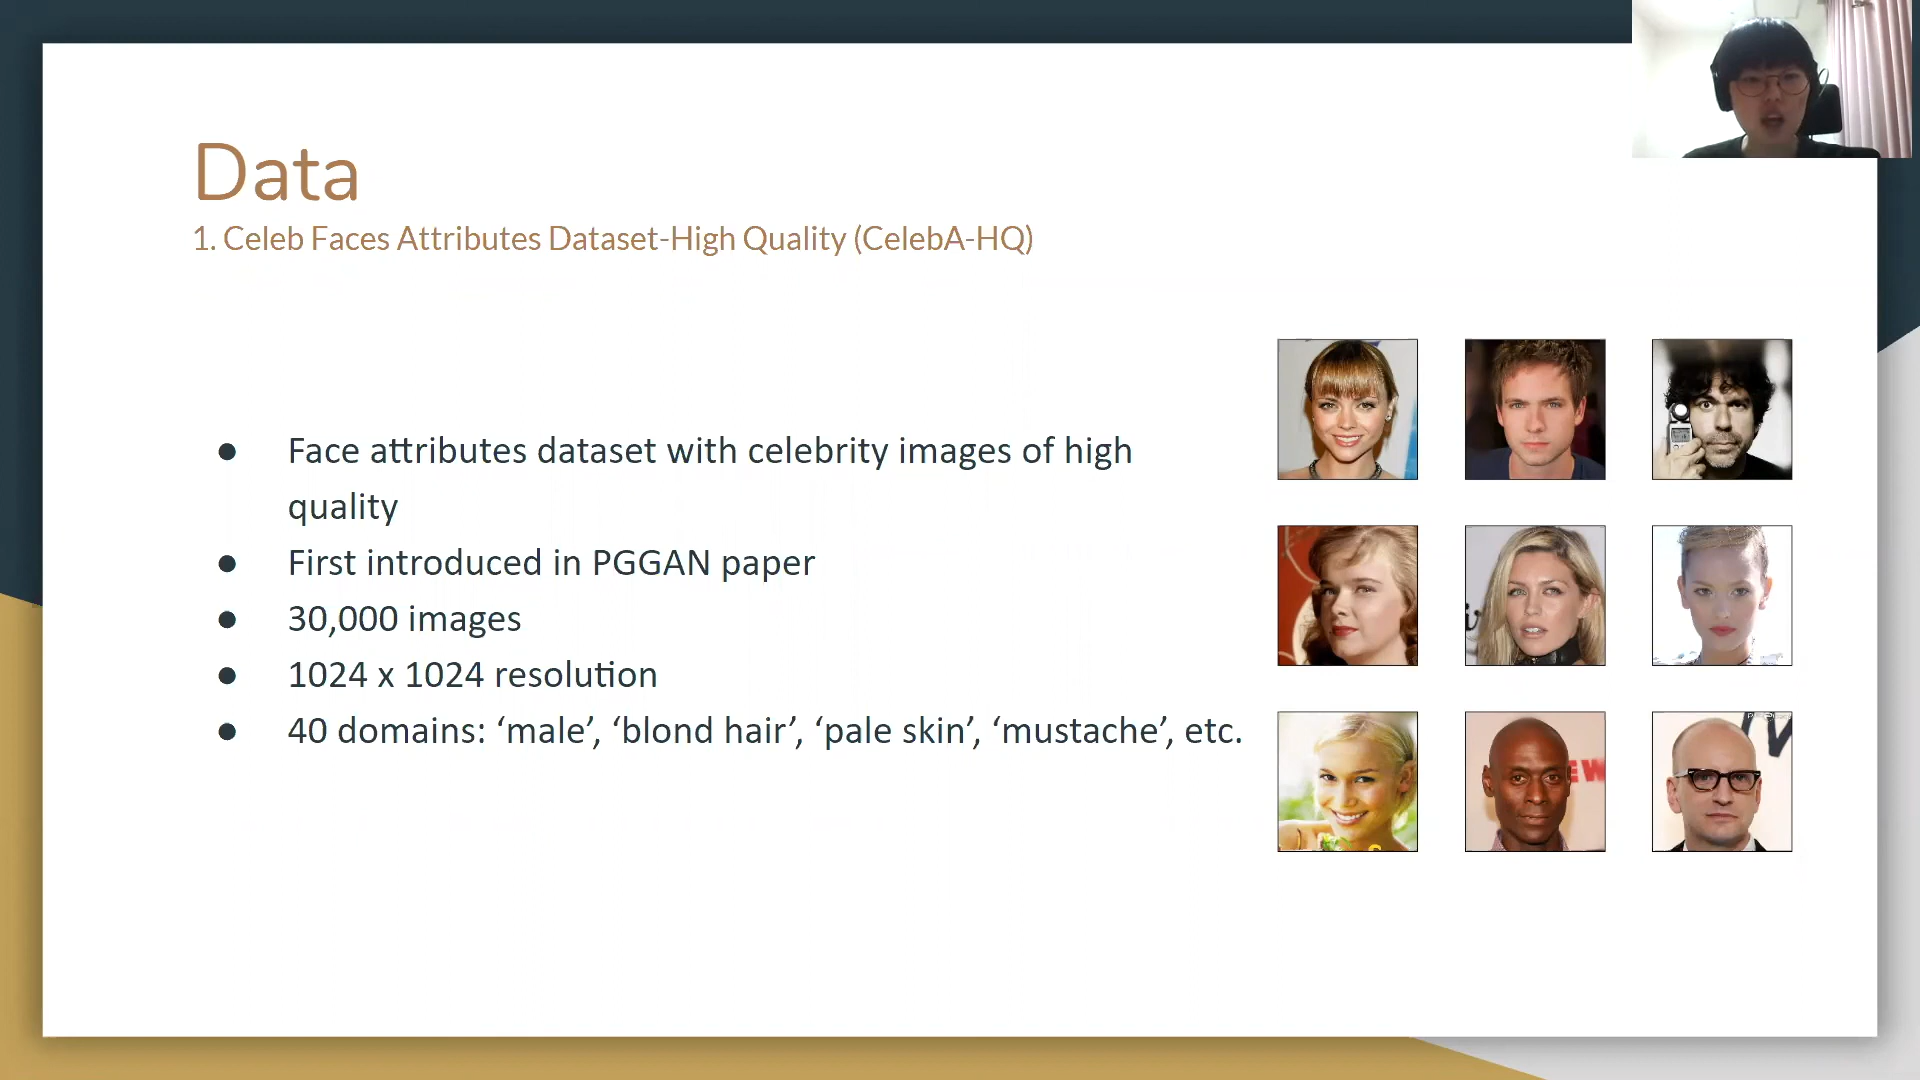 Data
1. Celeb Faces Attributes Dataset-High Quality (CelebA-HQ)
● Face attributes dataset with celebrity images of high
quality
● First introduced in PGGAN paper
● 30,000 images
● 1024 x 1024 resolution
● 40 domains: ‘male’, ‘blond hair’, ‘pale skin’, ‘mustache’, etc.
EW